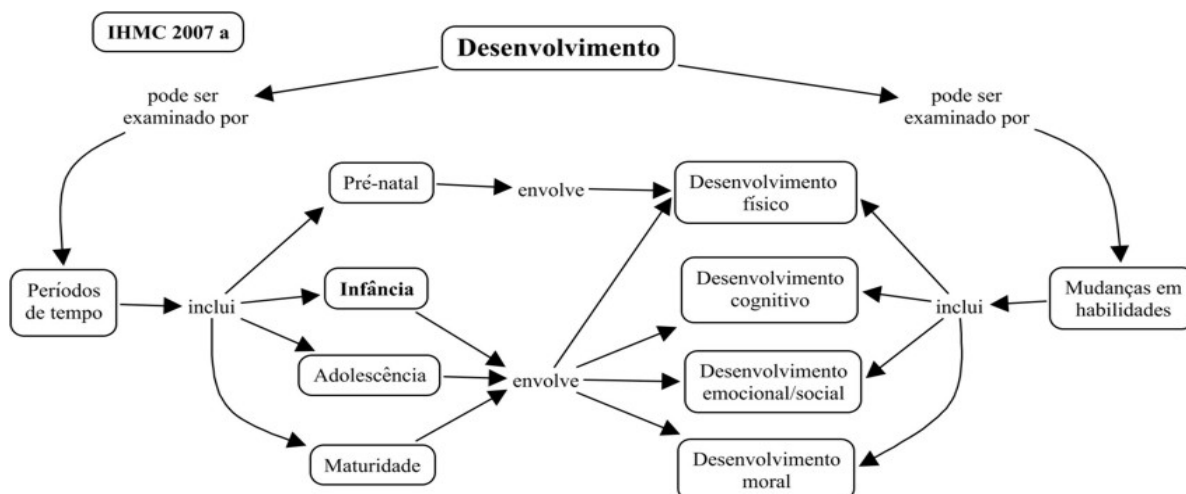 IHMC 2007 a
Desenvolvimento
pode ser
examinado por
pode ser
examinado por
Pré-natal
envolve
Desenvolvimento
físico
Períodos
de tempo
inclui
Infância
Desenvolvimento
cognitivo
inclui
Mudanças em
habilidades
Adolescência
envolve
Desenvolvimento
emocional/social
Maturidade
Desenvolvimento
moral